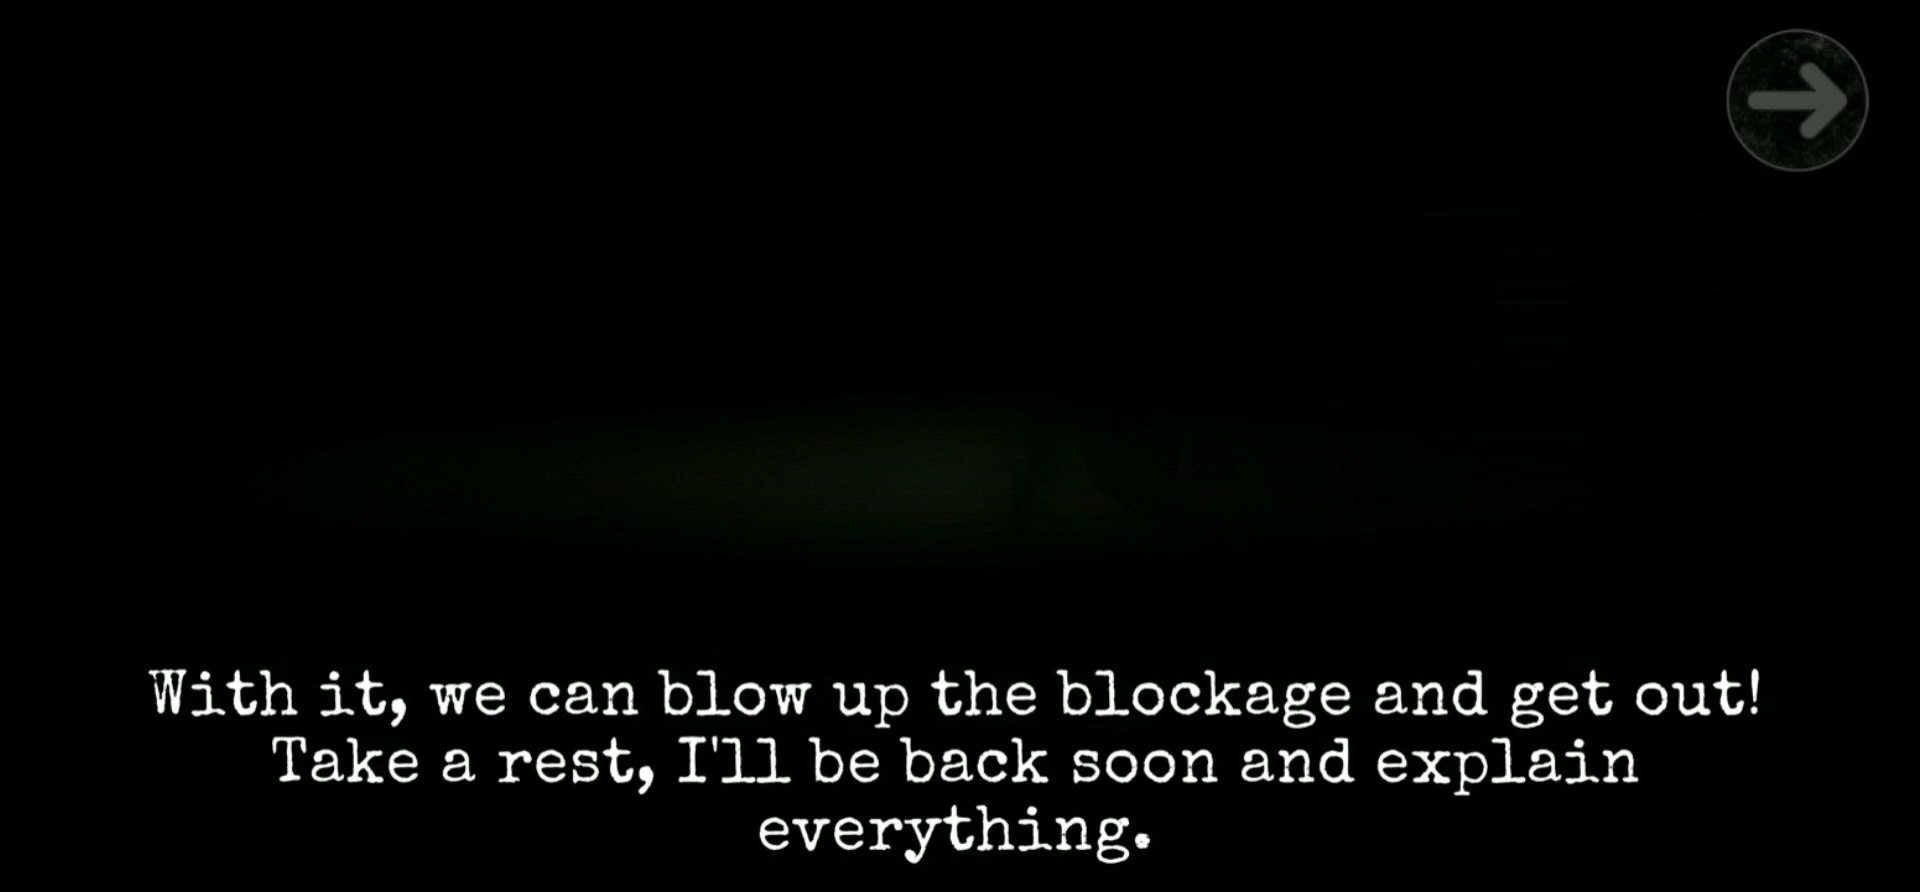 With it, we can blow up the blockage and get out!
Take a rest, I'll be back soon and explain
everything.